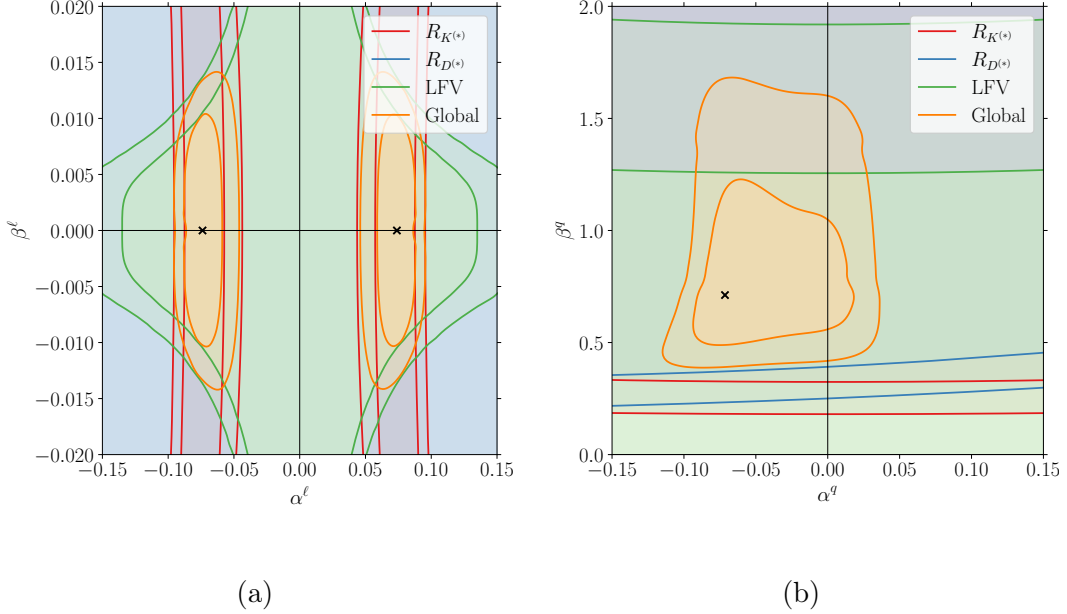 0.020
0.015
0.010
0.005
0.000
−0.005
−0.010
−0.015
−0.020
β^ℓ
−0.15
−0.10
−0.05
0.00
0.05
0.10
0.15
α^ℓ
R_{K^{(*)}}
R_{D^{(*)}}
LFV
Global
(a)
2.0
1.5
1.0
0.5
0.0
β^q
−0.15
−0.10
−0.05
0.00
0.05
0.10
0.15
α^q
R_{K^{(*)}}
R_{D^{(*)}}
LFV
Global
(b)